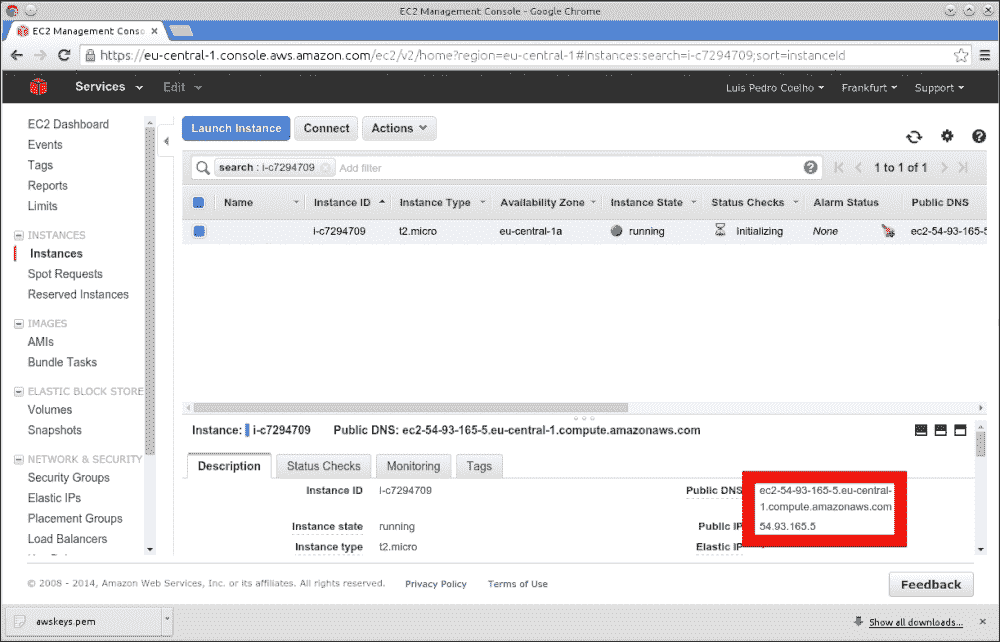 EC2 Management Console - Google Chrome
EC2 Management Conso
https://eu-central-1.console.aws.amazon.com/ec2/v2/home?region=eu-central-1#Instances:search=i-c7294709;sort=instanceId
Services Edit Luis Pedro Coelho Frankfurt Support
EC2 Dashboard
Events
Tags
Reports
Limits
INSTANCES
Instances
Spot Requests
Reserved Instances
IMAGES
AMIs
Bundle Tasks
ELASTIC BLOCK STORE
Volumes
Snapshots
NETWORK & SECURITY
Security Groups
Elastic IPs
Placement Groups
Load Balancers
Launch Instance Connect Actions
search : i-c7294709 Add filter 1 to 1 of 1
Name Instance ID Instance Type Availability Zone Instance State Status Checks Alarm Status Public DNS
i-c7294709 t2.micro eu-central-1a running Initializing None ec2-54-93-165-5
Instance: i-c7294709 Public DNS: ec2-54-93-165-5.eu-central-1.compute.amazonaws.com
Description Status Checks Monitoring Tags
Instance ID i-c7294709 Public DNS ec2-54-93-165-5.eu-central-
1.compute.amazonaws.com
Instance state running Public IP 54.93.165.5
Instance type t2.micro Elastic IP
© 2008 - 2014, Amazon Web Services, Inc. or its affiliates. All rights reserved. Privacy Policy Terms of Use Feedback
awskeys.pem Show all downloads...